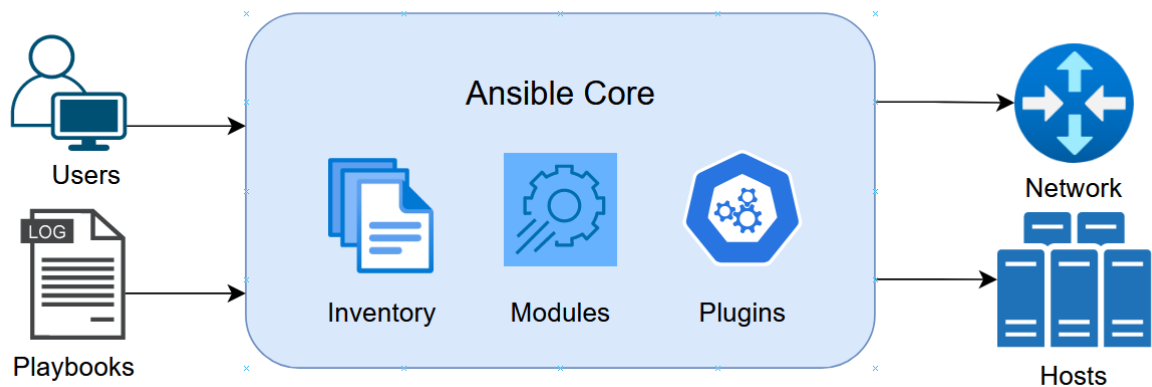 Ansible Core
Users
Network
LOG
Inventory
Modules
Plugins
Playbooks
Hosts